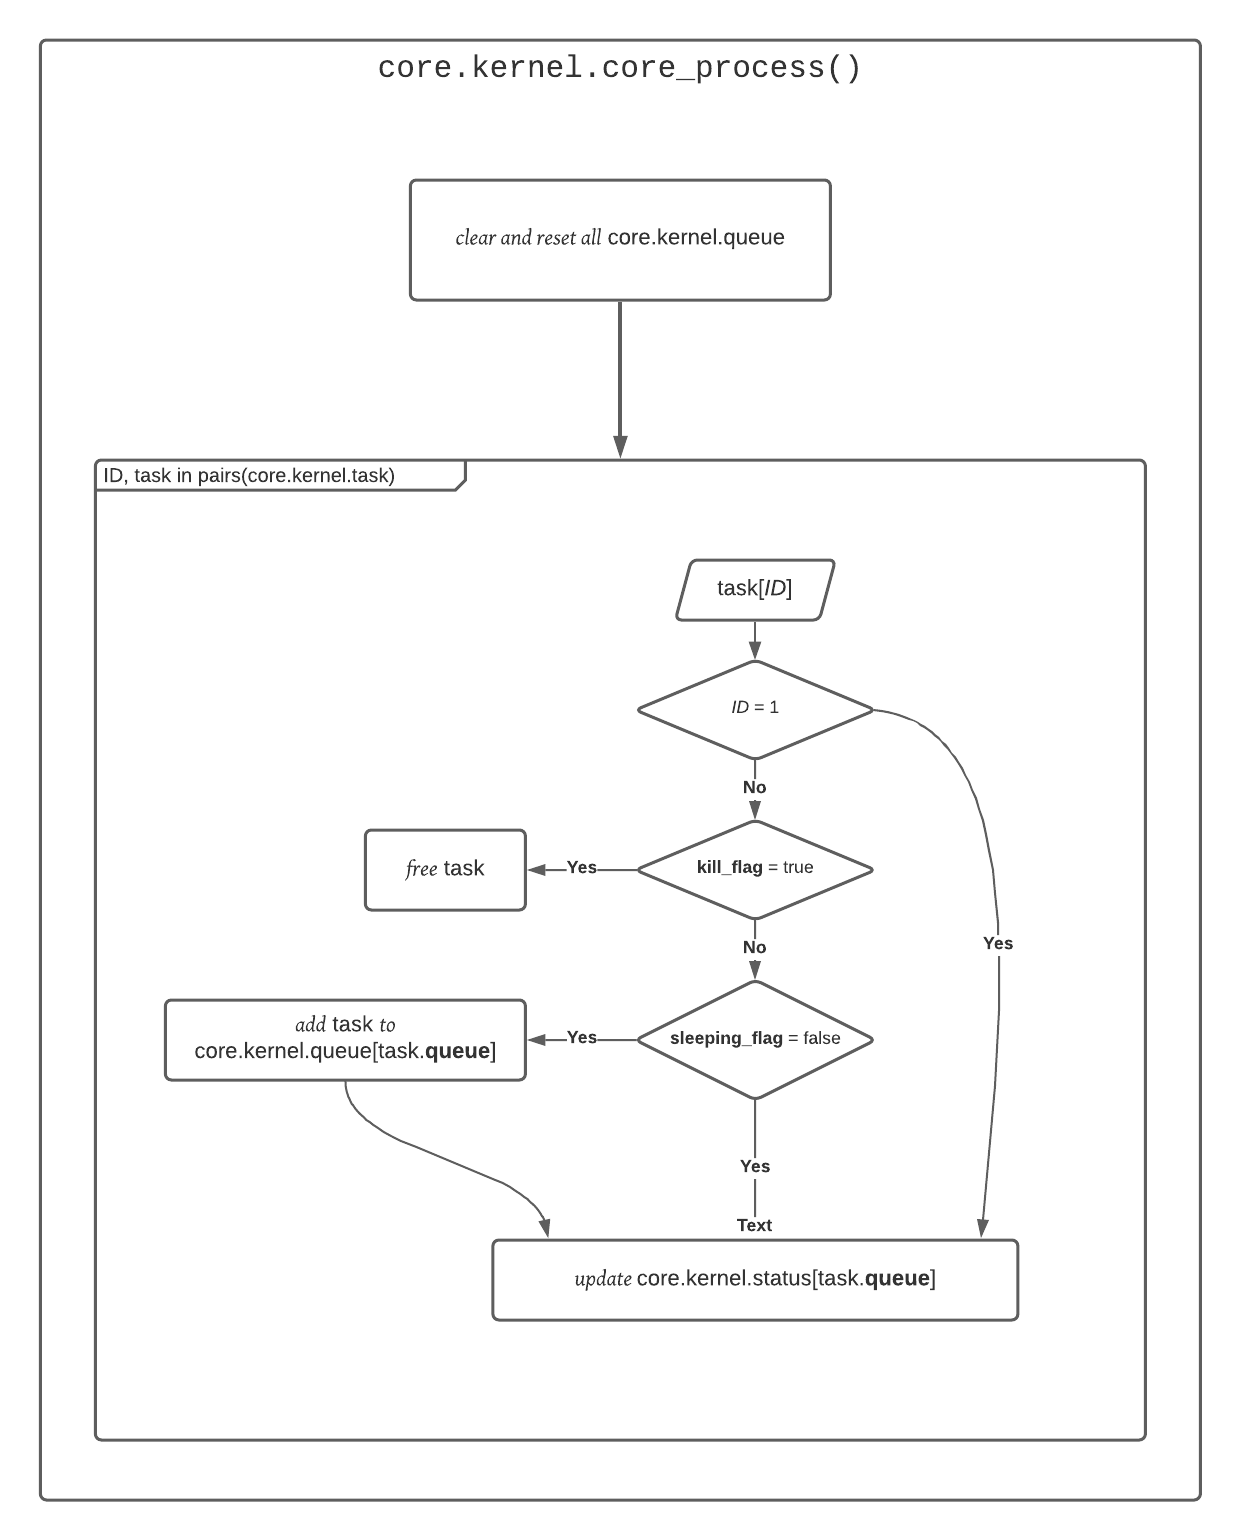 core.kernel.core_process()
clear and reset all core.kernel.queue
ID, task in pairs(core.kernel.task)
task[ID]
ID = 1
No
free task
Yes
kill_flag = true
Yes
No
add task to
core.kernel.queue[task.queue]
Yes
sleeping_flag = false
Yes
Text
update core.kernel.status[task.queue]